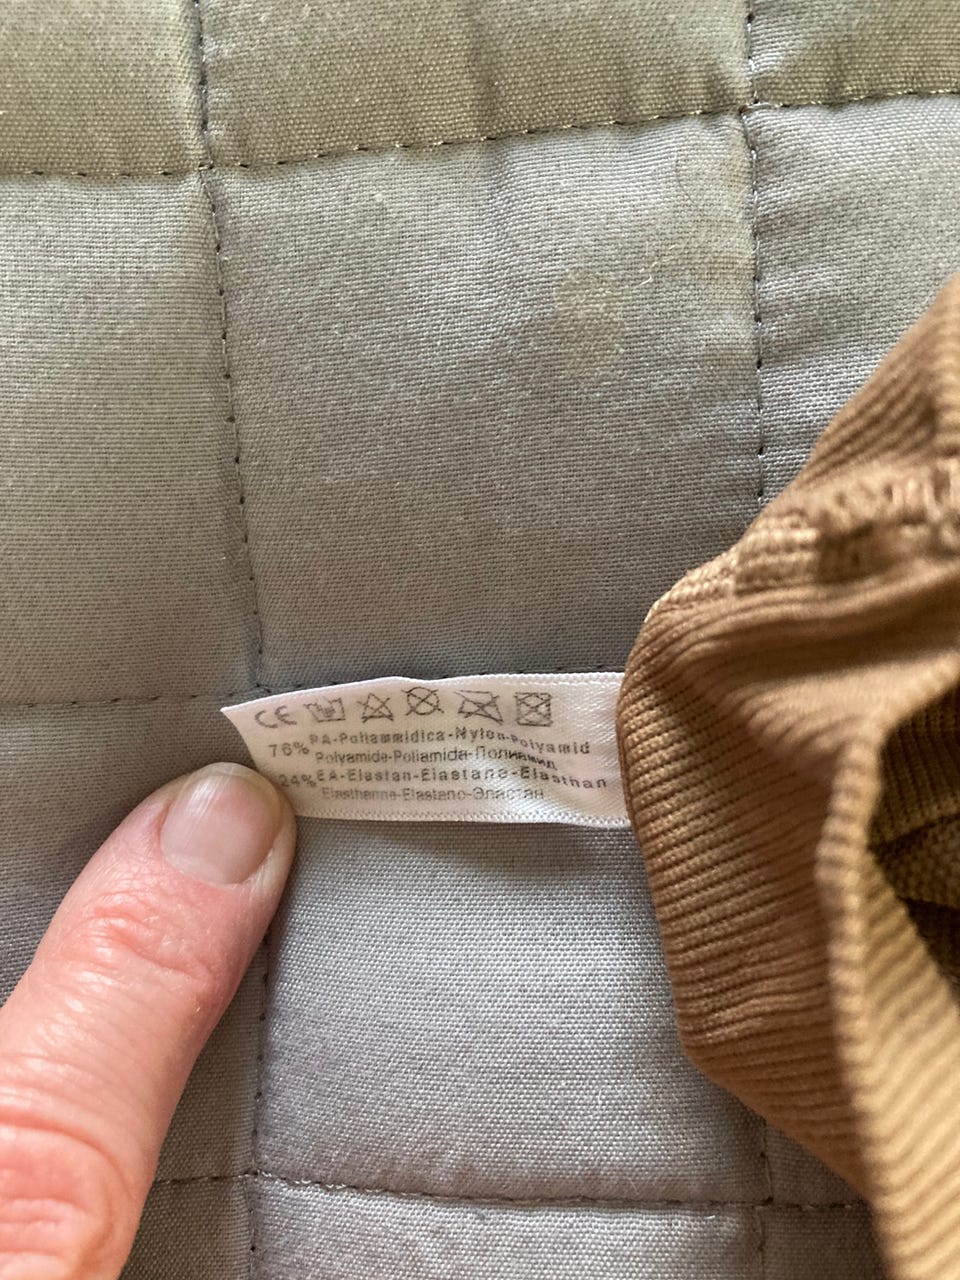 CE
76% PA-Poliammidica-Nylon-Polyamid
Polyamide-Poliamida-Полиамид
24% EA-Elastan-Elastane-Elasthan
Elasthanne-Elastano-Эластан